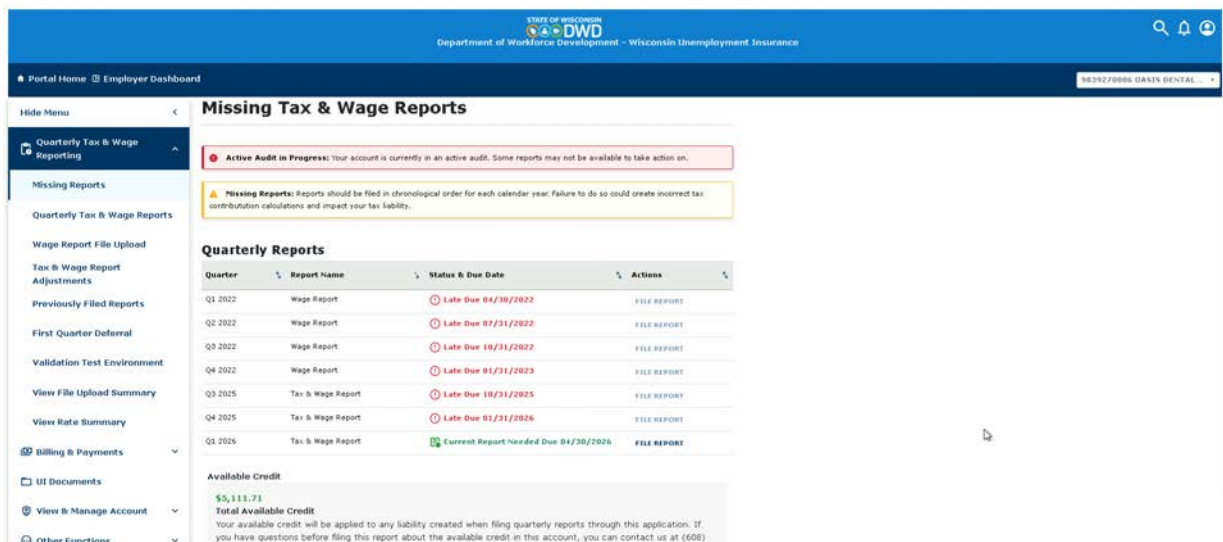 STATE OF WISCONSIN
DWD
Department of Workforce Development - Wisconsin Unemployment Insurance
Portal Home Employer Dashboard
9839270006 OASIS DENTAL ...
Hide Menu
Quarterly Tax & Wage
Reporting
Missing Reports
Quarterly Tax & Wage Reports
Wage Report File Upload
Tax & Wage Report
Adjustments
Previously Filed Reports
First Quarter Deferral
Validation Test Environment
View File Upload Summary
View Rate Summary
Billing & Payments
UI Documents
View & Manage Account
Other Functions
Missing Tax & Wage Reports
Active Audit in Progress: Your account is currently in an active audit. Some reports may not be available to take action on.
Missing Reports: Reports should be filed in chronological order for each calendar year. Failure to do so could create incorrect tax
contributution calculations and impact your tax liability.
Quarterly Reports
Quarter Report Name Status & Due Date Actions
Q1 2022 Wage Report Late Due 04/30/2022 FILE REPORT
Q2 2022 Wage Report Late Due 07/31/2022 FILE REPORT
Q3 2022 Wage Report Late Due 10/31/2022 FILE REPORT
Q4 2022 Wage Report Late Due 01/31/2023 FILE REPORT
Q3 2025 Tax & Wage Report Late Due 10/31/2025 FILE REPORT
Q4 2025 Tax & Wage Report Late Due 01/31/2026 FILE REPORT
Q1 2026 Tax & Wage Report Current Report Needed Due 04/30/2026 FILE REPORT
Available Credit
$5,111.71
Total Available Credit
Your available credit will be applied to any liability created when filing quarterly reports through this application. If
you have questions before filing this report about the available credit in this account, you can contact us at (608)